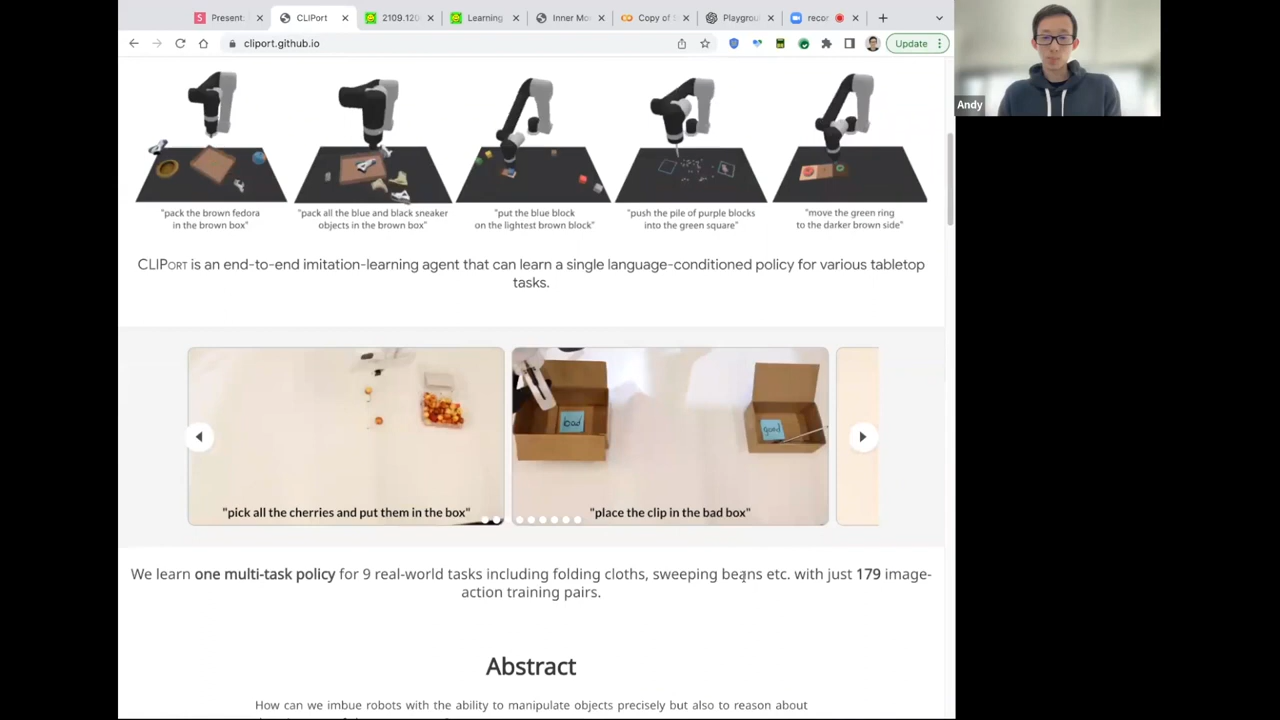 Present:
CLIPort
2109.120
Learning
Inner Mo
Copy of S
Playgrou
recor
cliport.github.io
Update
Andy
"pack the brown fedora
in the brown box"
"pack all the blue and black sneaker
objects in the brown box"
"put the blue block
on the lightest brown block"
"push the pile of purple blocks
into the green square"
"move the green ring
to the darker brown side"
CLIPORT is an end-to-end imitation-learning agent that can learn a single language-conditioned policy for various tabletop
tasks.
bad
good
"pick all the cherries and put them in the box"
"place the clip in the bad box"
We learn one multi-task policy for 9 real-world tasks including folding cloths, sweeping beans etc. with just 179 image-
action training pairs.
Abstract
How can we imbue robots with the ability to manipulate objects precisely but also to reason about